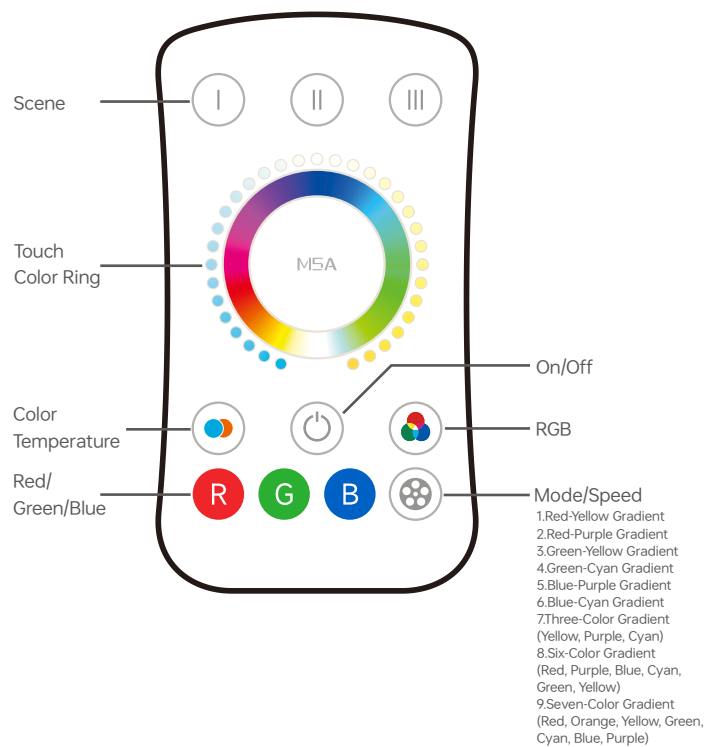 Scene
I
II
III
Touch
Color Ring
MSA
On/Off
Color
Temperature
RGB
Red/
Green/Blue
R
G
B
Mode/Speed
1.Red-Yellow Gradient
2.Red-Purple Gradient
3.Green-Yellow Gradient
4.Green-Cyan Gradient
5.Blue-Purple Gradient
6.Blue-Cyan Gradient
7.Three-Color Gradient
(Yellow, Purple, Cyan)
8.Six-Color Gradient
(Red, Purple, Blue, Cyan,
Green, Yellow)
9.Seven-Color Gradient
(Red, Orange, Yellow, Green,
Cyan, Blue, Purple)